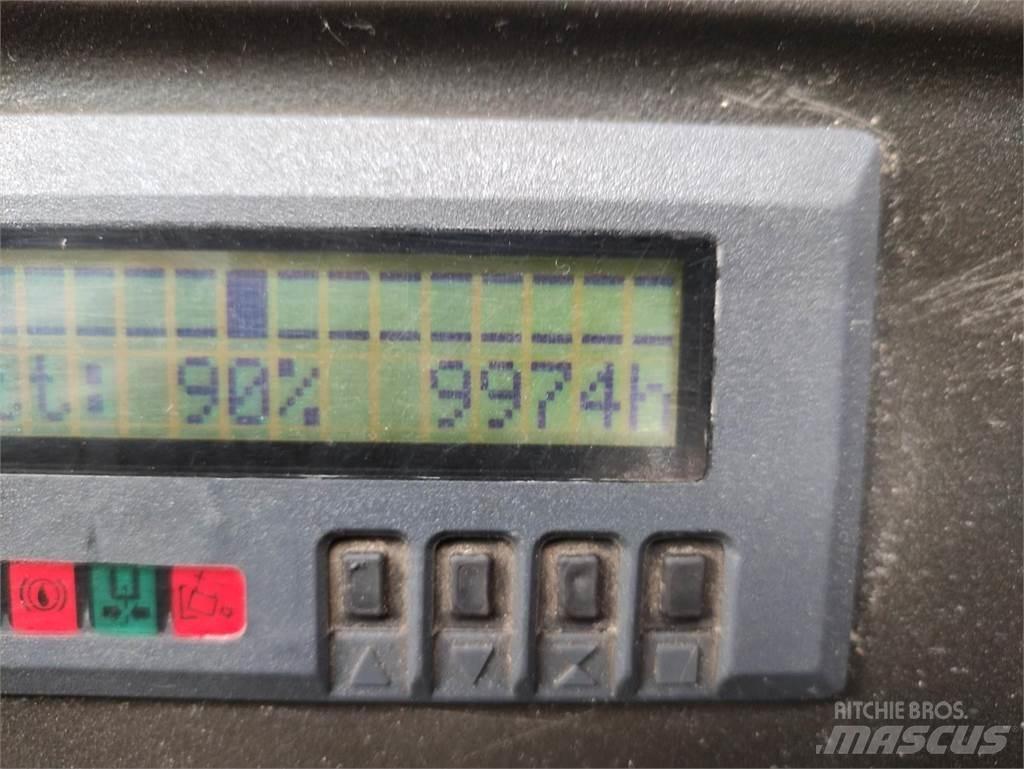 90% 9974h
RITCHIE BROS.
MASCUS